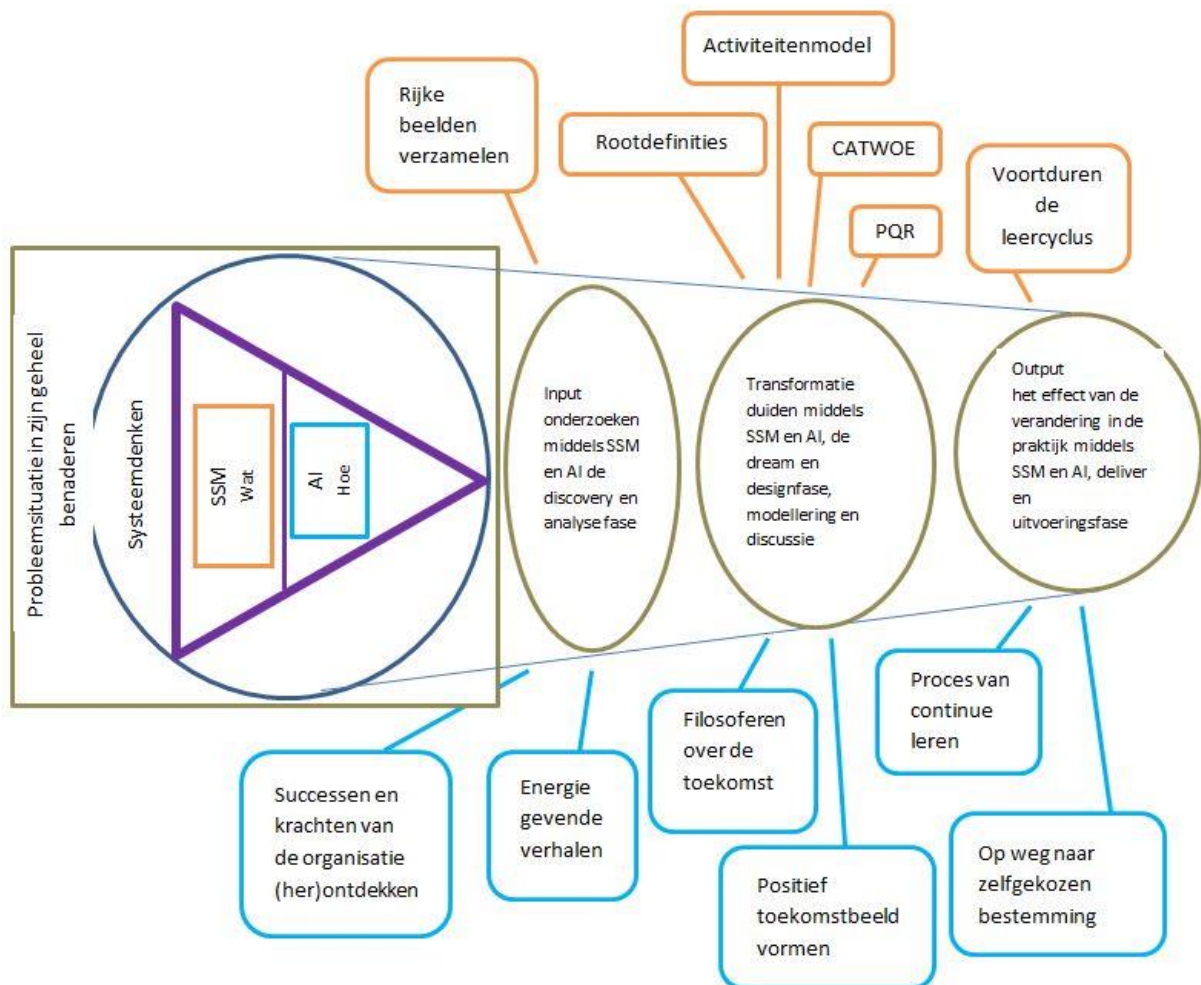 Activiteitenmodel
Rijke
beelden
verzamelen
Rootdefinities
CATWOE
Voortduren
de
leercyclus
PQR
Probleemsituatie in zijn geheel
benaderen
Systeemdenken
SSM
Wat
AI
Hoe
Input
onderzoeken
middels SSM
en AI de
discovery en
analyse fase
Transformatie
duiden middels
SSM en AI, de
dream en
designfase,
modellering en
discussie
Output
het effect van de
verandering in de
praktijk middels
SSM en AI, deliver
en
uitvoeringsfase
Successen en
krachten van
de organisatie
(her)ontdekken
Energie
gevende
verhalen
Filosoferen
over de
toekomst
Positief
toekomstbeeld
vormen
Proces van
continue
leren
Op weg naar
zelfgekozen
bestemming